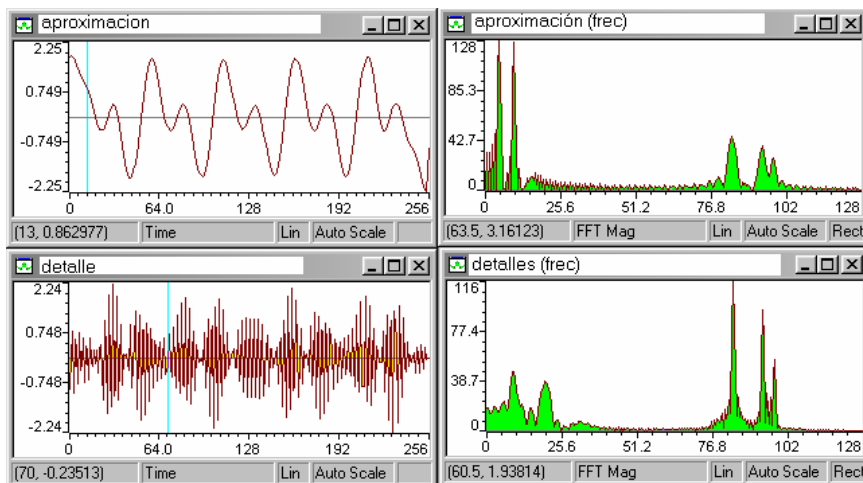 aproximacion
2.25
0.749
-0.749
-2.25
0 64.0 128 192 256
(13, 0.862977) Time Lin Auto Scale
aproximación (frec)
128
85.3
42.7
0
0 25.6 51.2 76.8 102 128
(63.5, 3.16123) FFT Mag Lin Auto Scale Rect
detalle
2.24
0.748
-0.748
-2.24
0 64.0 128 192 256
(70, -0.23513) Time Lin Auto Scale
detalles (frec)
116
77.4
38.7
0
0 25.6 51.2 76.8 102 128
(60.5, 1.93814) FFT Mag Lin Auto Scale Rect